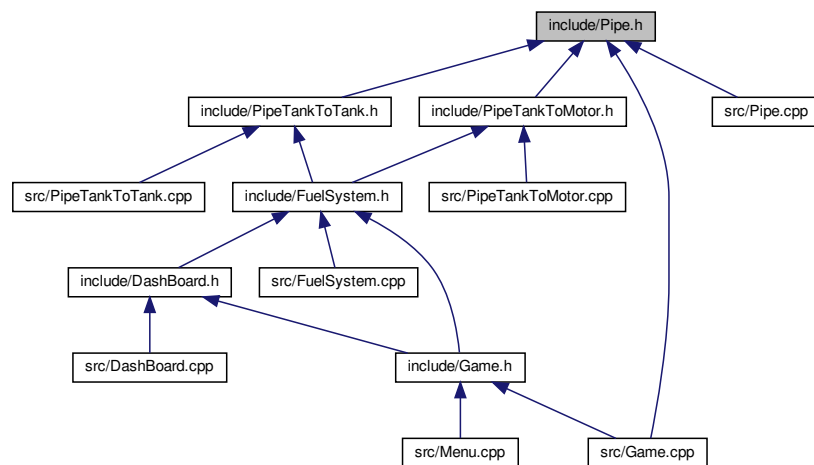 include/Pipe.h
include/PipeTankToTank.h
include/PipeTankToMotor.h
src/Pipe.cpp
src/PipeTankToTank.cpp
include/FuelSystem.h
src/PipeTankToMotor.cpp
include/DashBoard.h
src/FuelSystem.cpp
src/DashBoard.cpp
include/Game.h
src/Menu.cpp
src/Game.cpp